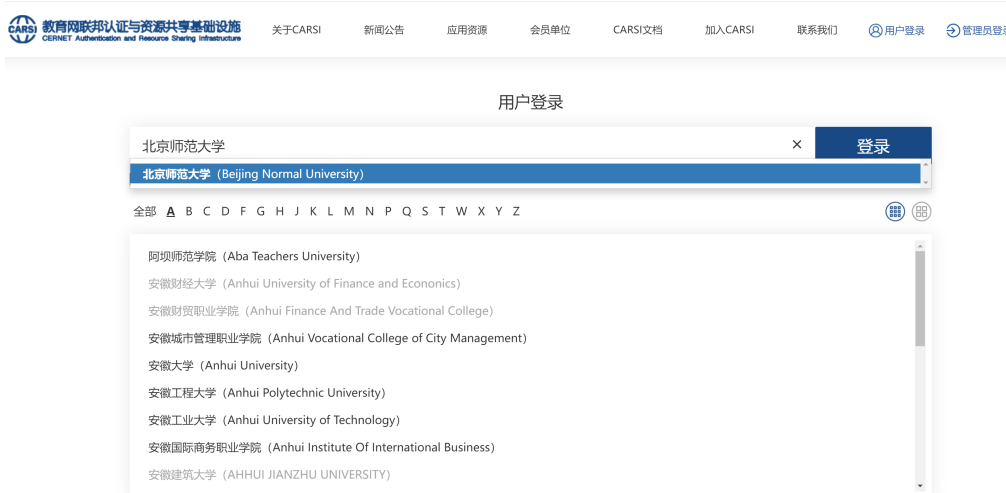 CARSI 教育网联邦认证与资源共享基础设施
CERNET Authentication and Resource Sharing Infrastructure
关于CARSI 新闻公告 应用资源 会员单位 CARSI文档 加入CARSI 联系我们 用户登录 管理员登录
用户登录
北京师范大学 × 登录
北京师范大学（Beijing Normal University）
全部 A B C D F G H J K L M N P Q S T W X Y Z
阿坝师范学院（Aba Teachers University）
安徽财经大学（Anhui University of Finance and Econonics）
安徽财贸职业学院（Anhui Finance And Trade Vocational College）
安徽城市管理职业学院（Anhui Vocational College of City Management）
安徽大学（Anhui University）
安徽工程大学（Anhui Polytechnic University）
安徽工业大学（Anhui University of Technology）
安徽国际商务职业学院（Anhui Institute Of International Business）
安徽建筑大学（AHHUI JIANZHU UNIVERSITY）